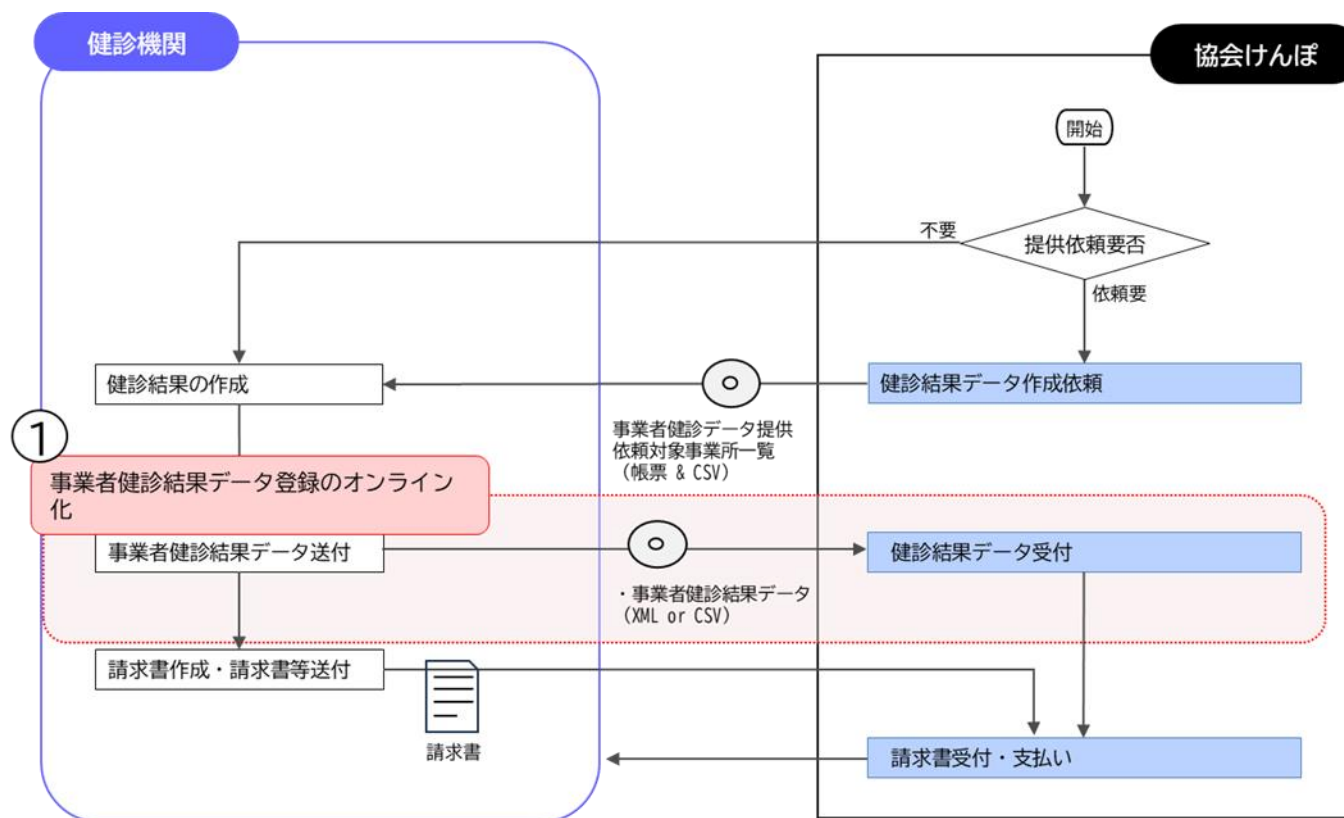 健診機関
協会けんぽ
開始
不要
提供依頼要否
依頼要
健診結果の作成
健診結果データ作成依頼
事業者健診データ提供
依頼対象事業所一覧
(帳票 & CSV)
1
事業者健診結果データ登録のオンライン
化
事業者健診結果データ送付
健診結果データ受付
・事業者健診結果データ
(XML or CSV)
請求書作成・請求書等送付
請求書
請求書受付・支払い